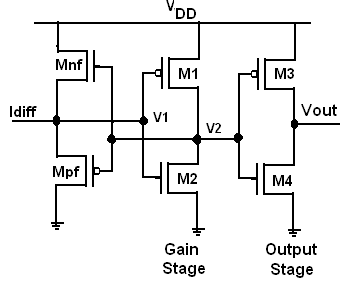 VDD
Mnf
M1
M3
Idiff
V1
V2
Vout
Mpf
M2
M4
Gain
Stage
Output
Stage